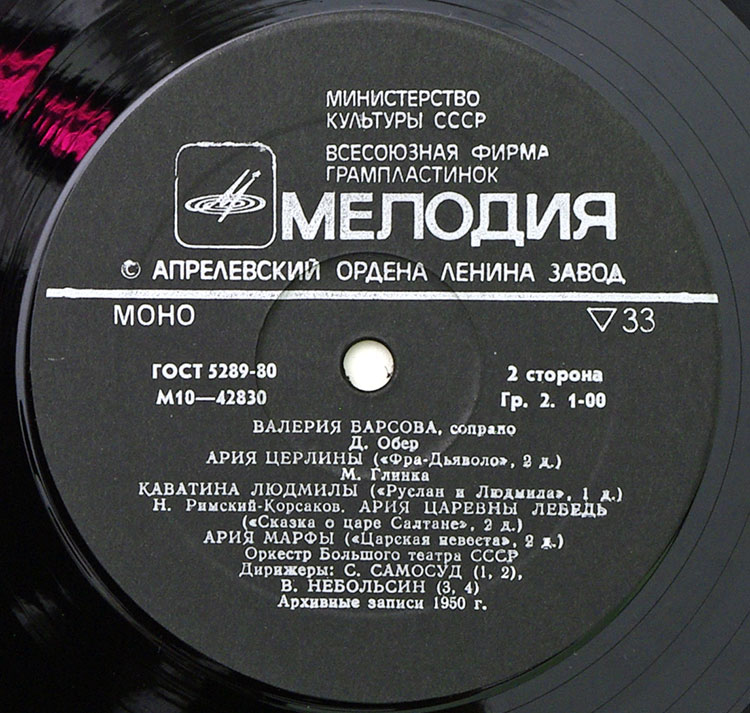 МИНИСТЕРСТВО
КУЛЬТУРЫ СССР
ВСЕСОЮЗНАЯ ФИРМА
ГРАМПЛАСТИНОК
МЕЛОДИЯ
© АПРЕЛЕВСКИЙ ОРДЕНА ЛЕНИНА ЗАВОД
МОНО ▽33
ГОСТ 5289-80 2 сторона
М10—42830 Гр. 2. 1-00
ВАЛЕРИЯ БАРСОВА, сопрано
Д. Обер
АРИЯ ЦЕРЛИНЫ («Фра-Дьяволо», 2 д.)
М. Глинка
КАВАТИНА ЛЮДМИЛЫ («Руслан и Людмила», 1 д.)
Н. Римский-Корсаков. АРИЯ ЦАРЕВНЫ ЛЕБЕДЬ
(«Сказка о царе Салтане», 2 д.)
АРИЯ МАРФЫ («Царская невеста», 2 д.)
Оркестр Большого театра СССР
Дирижеры: С. САМОСУД (1, 2),
В. НЕБОЛЬСИН (3, 4)
Архивные записи 1950 г.